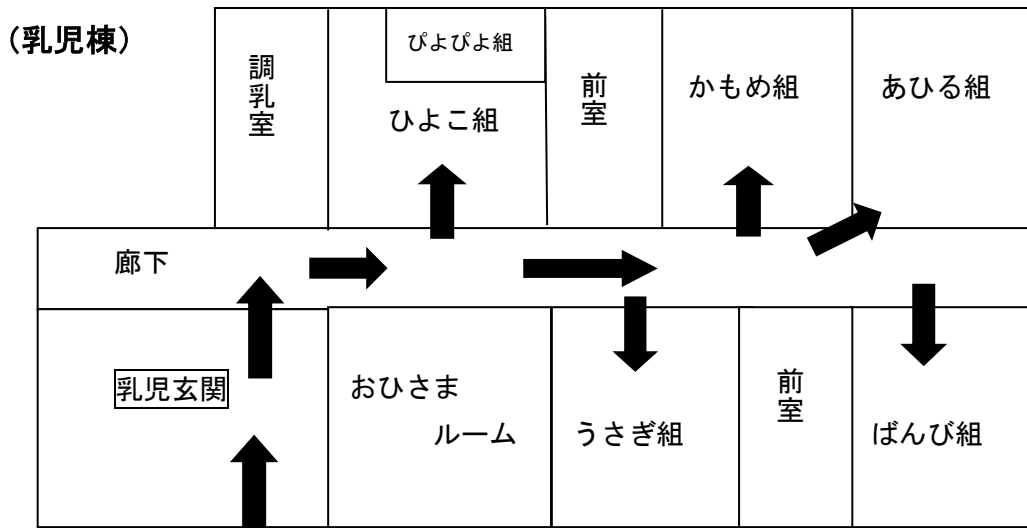 (乳児棟)
調乳室
ぴよぴよ組
ひよこ組
前室
かもめ組
あひる組
廊下
乳児玄関
おひさま
ルーム
うさぎ組
前室
ばんび組